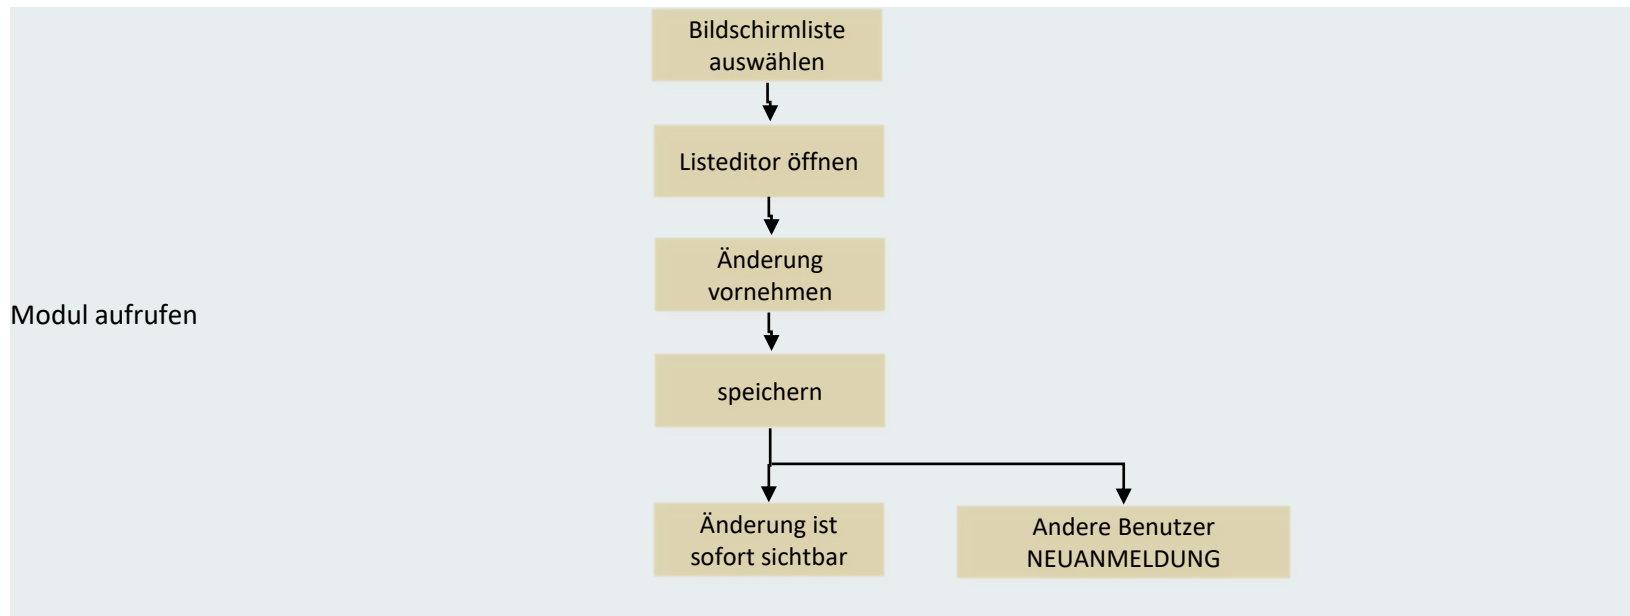 Bildschirmliste
auswählen
Listeditor öffnen
Änderung
vornehmen
Modul aufrufen
speichern
Änderung ist
sofort sichtbar
Andere Benutzer
NEUANMELDUNG